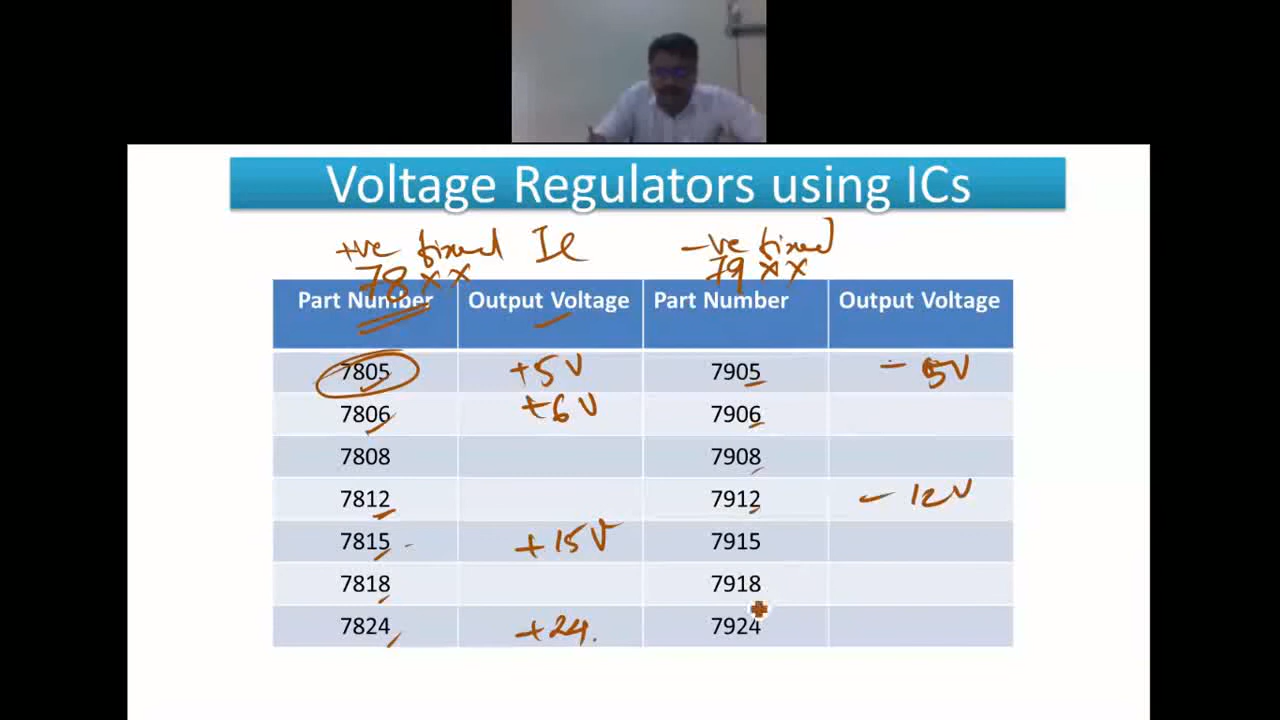 Voltage Regulators using ICs
+ve fixed IC -ve fixed
78xx 79xx
Part Number Output Voltage Part Number Output Voltage
7805 +5V 7905 -5V
7806 +6V 7906
7808 7908
7812 7912 -12V
7815 +15V 7915
7818 7918
7824 +24. 7924